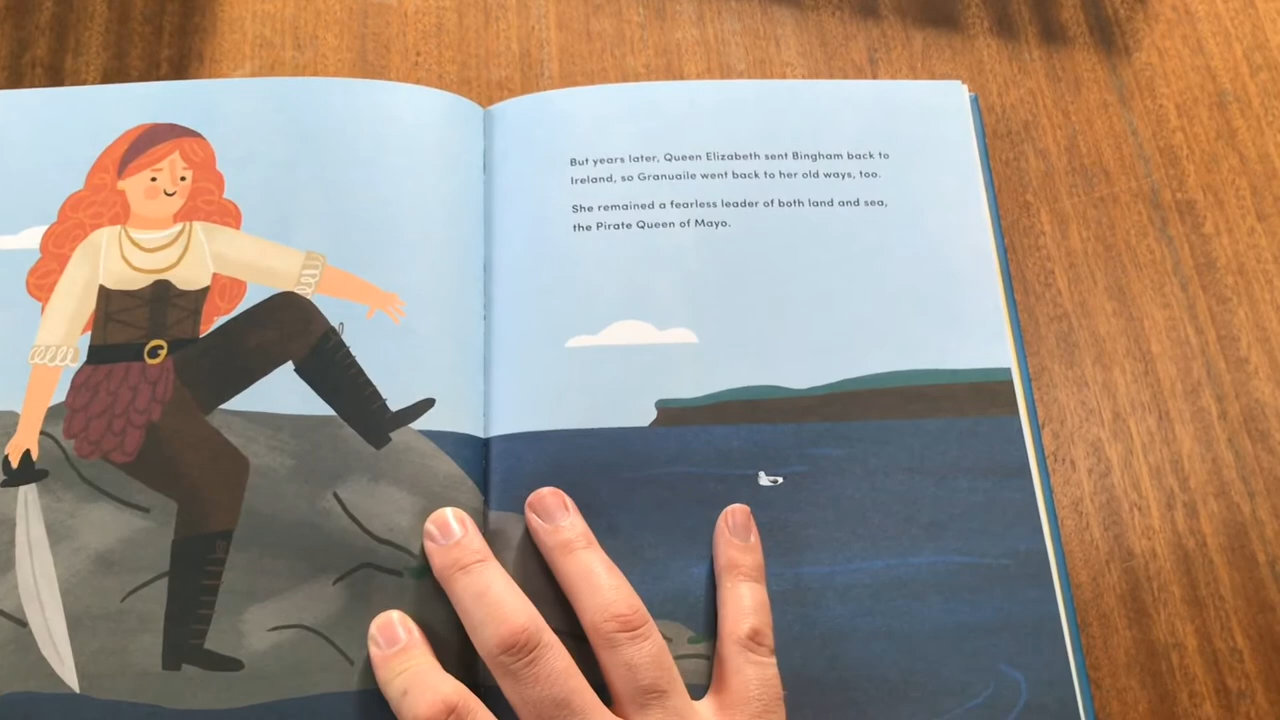 But years later, Queen Elizabeth sent Bingham back to
Ireland, so Granuaile went back to her old ways, too.
She remained a fearless leader of both land and sea,
the Pirate Queen of Mayo.